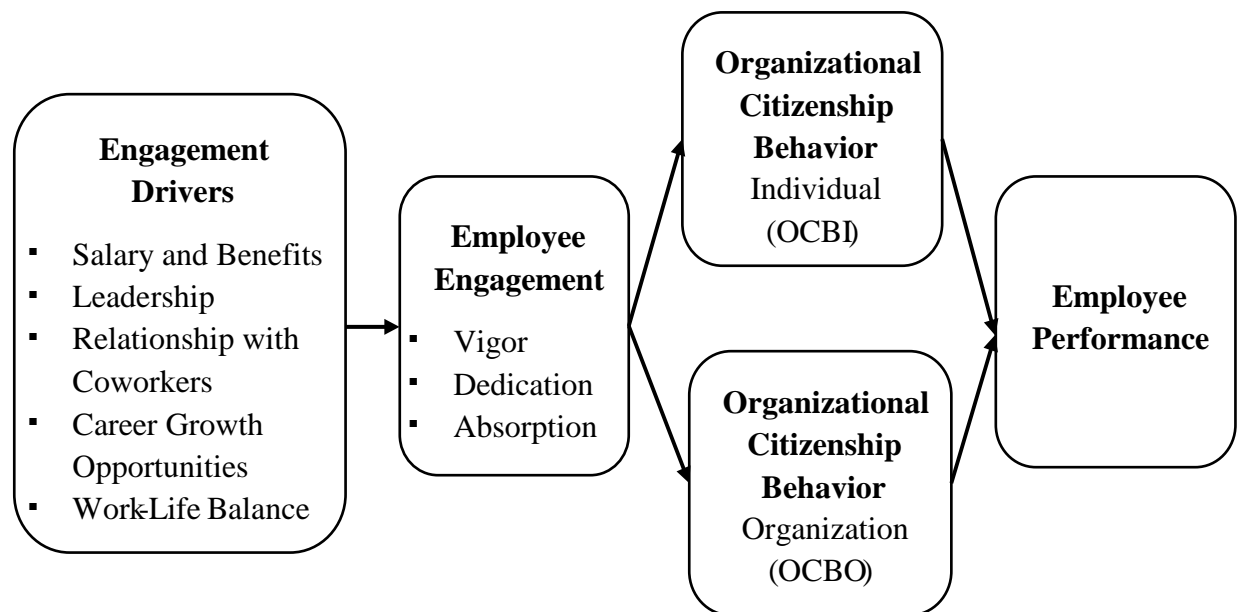 Engagement
Drivers
▪ Salary and Benefits
▪ Leadership
▪ Relationship with
Coworkers
▪ Career Growth
Opportunities
▪ Work-Life Balance
Employee
Engagement
▪ Vigor
▪ Dedication
▪ Absorption
Organizational
Citizenship
Behavior
Individual
(OCBI)
Organizational
Citizenship
Behavior
Organization
(OCBO)
Employee
Performance